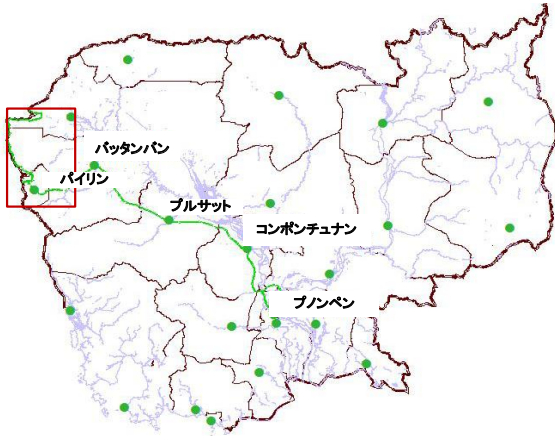 バッタンバン
パイリン
プルサット
コンポンチュナン
プノンペン